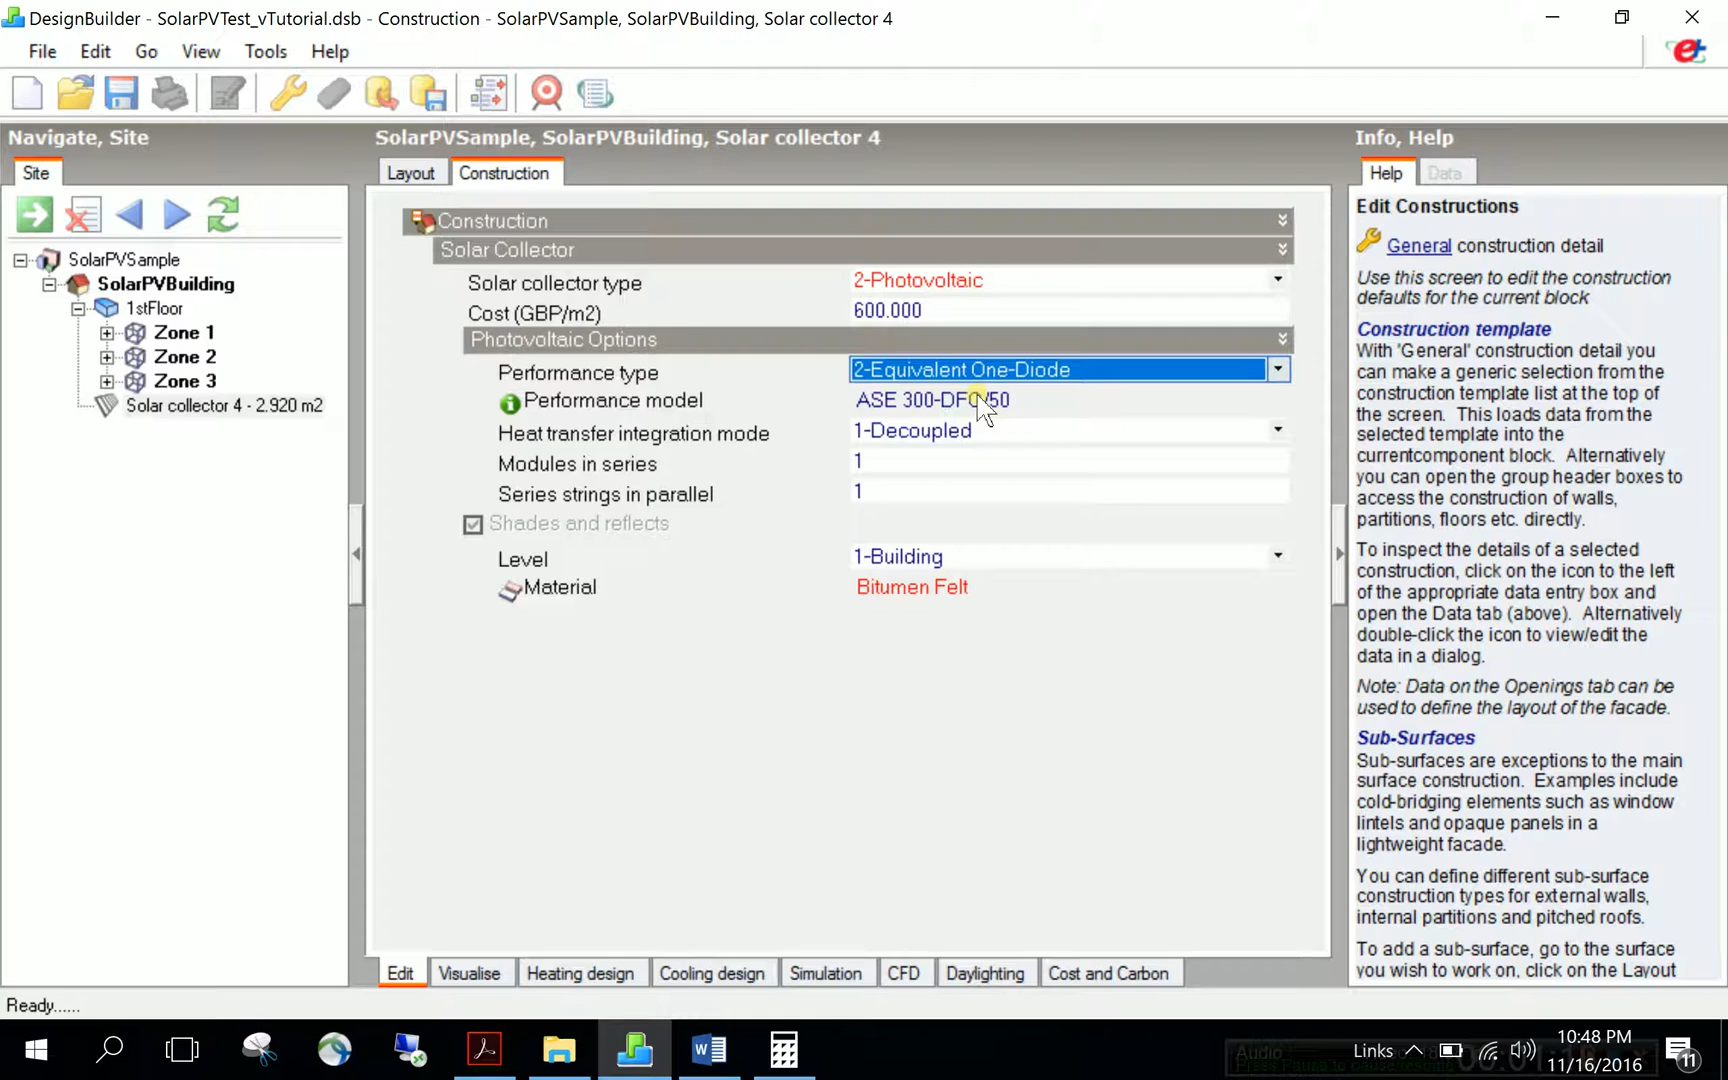 DesignBuilder - SolarPVTest_vTutorial.dsb - Construction - SolarPVSample, SolarPVBuilding, Solar collector 4
File Edit Go View Tools Help
Navigate, Site
Site
SolarPVSample
SolarPVBuilding
1stFloor
Zone 1
Zone 2
Zone 3
Solar collector 4 - 2.920 m2
SolarPVSample, SolarPVBuilding, Solar collector 4
Layout Construction
Construction
Solar Collector
Solar collector type 2-Photovoltaic
Cost (GBP/m2) 600.000
Photovoltaic Options
Performance type 2-Equivalent One-Diode
Performance model ASE 300-DFG/50
Heat transfer integration mode 1-Decoupled
Modules in series 1
Series strings in parallel 1
Shades and reflects
Level 1-Building
Material Bitumen Felt
Edit Visualise Heating design Cooling design Simulation CFD Daylighting Cost and Carbon
Info, Help
Help Data
Edit Constructions
General construction detail
Use this screen to edit the construction
defaults for the current block
Construction template
With 'General' construction detail you
can make a generic selection from the
construction template list at the top of
the screen. This loads data from the
selected template into the
currentcomponent block. Alternatively
you can open the group header boxes to
access the construction of walls,
partitions, floors etc. directly.
To inspect the details of a selected
construction, click on the icon to the left
of the appropriate data entry box and
open the Data tab (above). Alternatively
double-click the icon to view/edit the
data in a dialog.
Note: Data on the Openings tab can be
used to define the layout of the facade.
Sub-Surfaces
Sub-surfaces are exceptions to the main
surface construction. Examples include
cold-bridging elements such as window
lintels and opaque panels in a
lightweight facade.
You can define different sub-surface
construction types for external walls,
internal partitions and pitched roofs.
To add a sub-surface, go to the surface
you wish to work on, click on the Layout
Ready......
Audio
Links
10:48 PM
11/16/2016
11